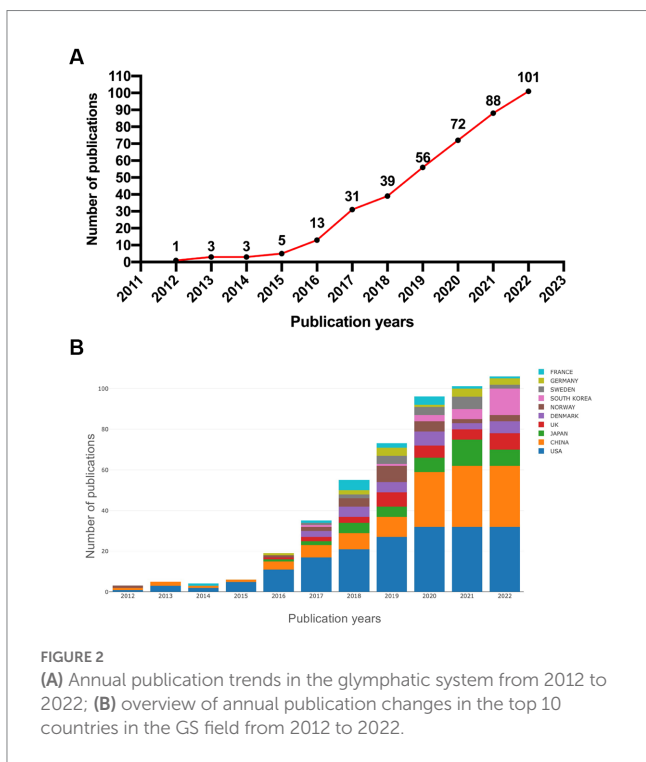 A
Number of publications
110
100
90
80
70
60
50
40
30
20
10
0
1
3
3
5
13
31
39
56
72
88
101
2011
2012
2013
2014
2015
2016
2017
2018
2019
2020
2021
2022
2023
Publication years
B
Number of publications
100
80
60
40
20
0
2012
2013
2014
2015
2016
2017
2018
2019
2020
2021
2022
Publication years
FRANCE
GERMANY
SWEDEN
SOUTH KOREA
NORWAY
DENMARK
UK
JAPAN
CHINA
USA
FIGURE 2
(A) Annual publication trends in the glymphatic system from 2012 to
2022; (B) overview of annual publication changes in the top 10
countries in the GS field from 2012 to 2022.